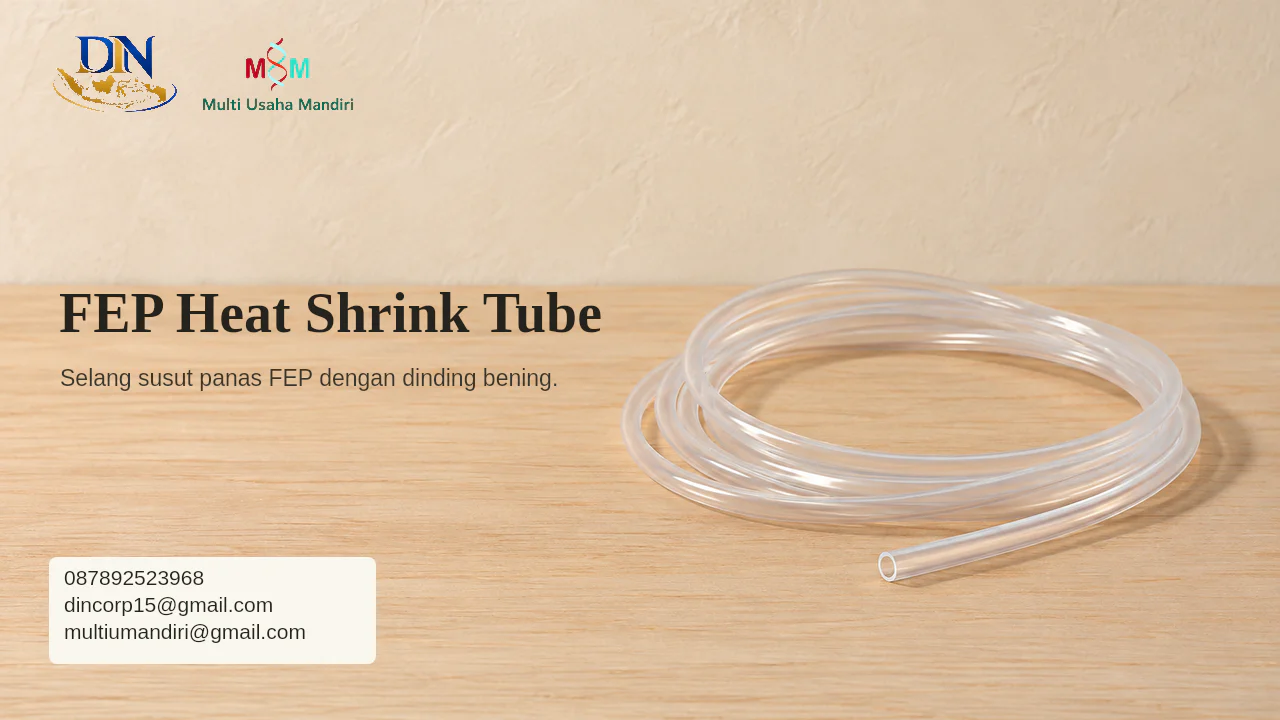 DN
MSM
Multi Usaha Mandiri
FEP Heat Shrink Tube
Selang susut panas FEP dengan dinding bening.
087892523968
dincorp15@gmail.com
multiumandiri@gmail.com